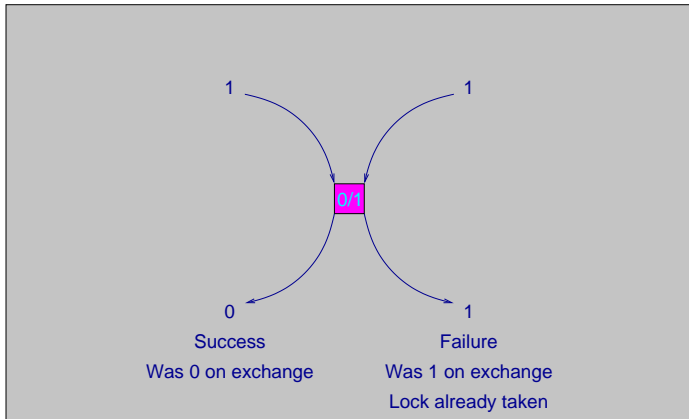 1 1
0/1
0 1
Success Failure
Was 0 on exchange Was 1 on exchange
Lock already taken